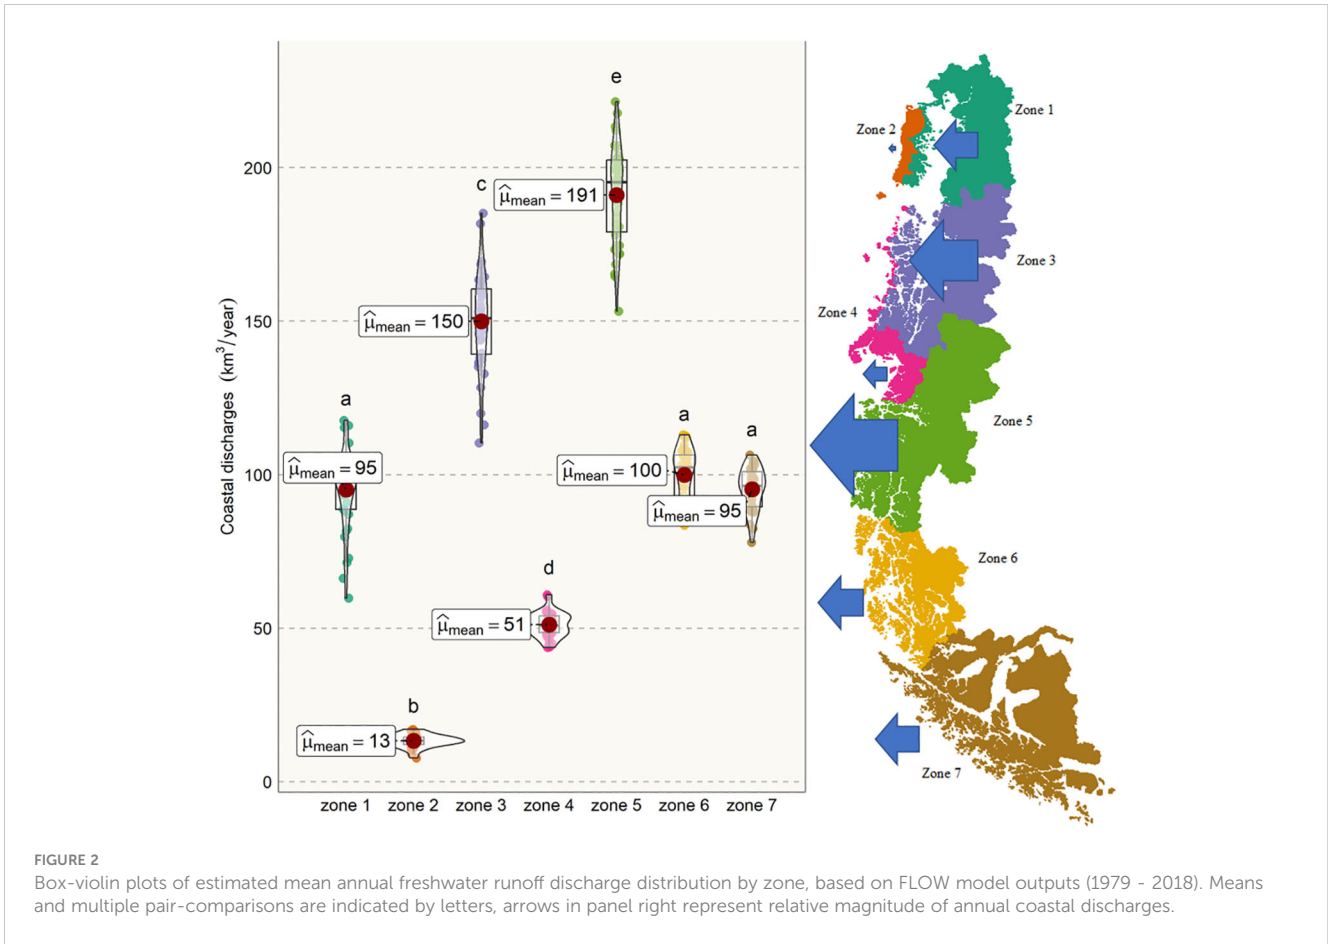 e
200
c
μ̂mean = 191
150
μ̂mean = 150
Coastal discharges (km³/year)
a
a
a
100
μ̂mean = 95
μ̂mean = 100
μ̂mean = 95
d
50
μ̂mean = 51
b
μ̂mean = 13
0
zone 1 zone 2 zone 3 zone 4 zone 5 zone 6 zone 7
Zone 1
Zone 2
Zone 3
Zone 4
Zone 5
Zone 6
Zone 7
FIGURE 2
Box-violin plots of estimated mean annual freshwater runoff discharge distribution by zone, based on FLOW model outputs (1979 - 2018). Means
and multiple pair-comparisons are indicated by letters, arrows in panel right represent relative magnitude of annual coastal discharges.